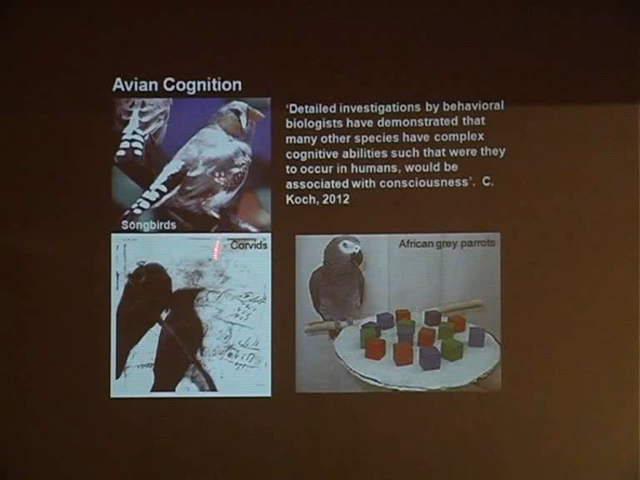 Avian Cognition
'Detailed investigations by behavioral
biologists have demonstrated that
many other species have complex
cognitive abilities such that were they
to occur in humans, would be
associated with consciousness'. C.
Koch, 2012
Songbirds
Corvids
African grey parrots